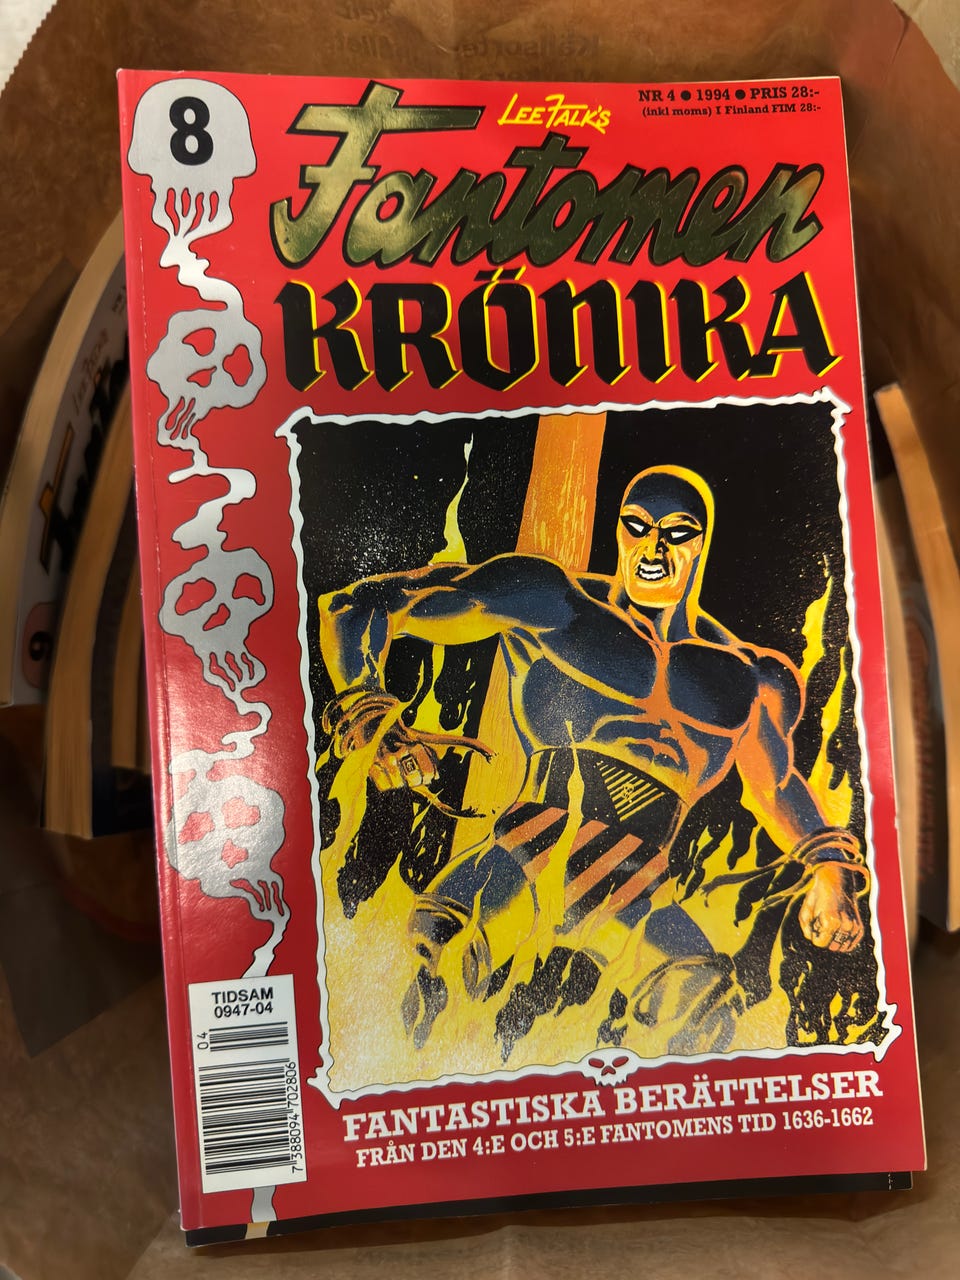 8
LEE FALK's
NR 4 ● 1994 ● PRIS 28:-
(inkl moms) I Finland FIM 28:-
Fantomen
KRÖNIKA
TIDSAM
0947-04
04
7 388094 702806
FANTASTISKA BERÄTTELSER
FRÅN DEN 4:E OCH 5:E FANTOMENS TID 1636-1662
9